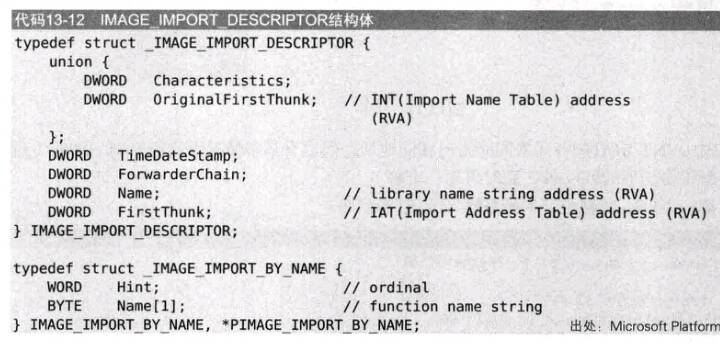 代码13-12 IMAGE_IMPORT_DESCRIPTOR结构体
typedef struct _IMAGE_IMPORT_DESCRIPTOR {
    union {
        DWORD   Characteristics;
        DWORD   OriginalFirstThunk;   // INT(Import Name Table) address
                                         (RVA)
    };
    DWORD   TimeDateStamp;
    DWORD   ForwarderChain;
    DWORD   Name;                     // library name string address (RVA)
    DWORD   FirstThunk;               // IAT(Import Address Table) address (RVA)
} IMAGE_IMPORT_DESCRIPTOR;
typedef struct _IMAGE_IMPORT_BY_NAME {
    WORD    Hint;                     // ordinal
    BYTE    Name[1];                  // function name string
} IMAGE_IMPORT_BY_NAME, *PIMAGE_IMPORT_BY_NAME;
出处：Microsoft Platform